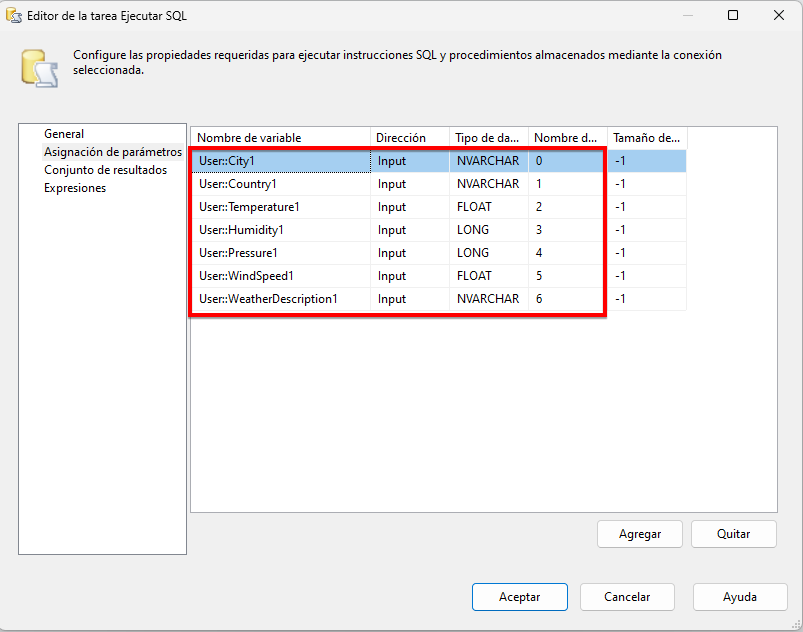 Editor de la tarea Ejecutar SQL
Configure las propiedades requeridas para ejecutar instrucciones SQL y procedimientos almacenados mediante la conexión
seleccionada.
General
Asignación de parámetros
Conjunto de resultados
Expresiones
Nombre de variable Dirección Tipo de da... Nombre d... Tamaño de...
User::City1 Input NVARCHAR 0 -1
User::Country1 Input NVARCHAR 1 -1
User::Temperature1 Input FLOAT 2 -1
User::Humidity1 Input LONG 3 -1
User::Pressure1 Input LONG 4 -1
User::WindSpeed1 Input FLOAT 5 -1
User::WeatherDescription1 Input NVARCHAR 6 -1
Agregar Quitar
Aceptar Cancelar Ayuda